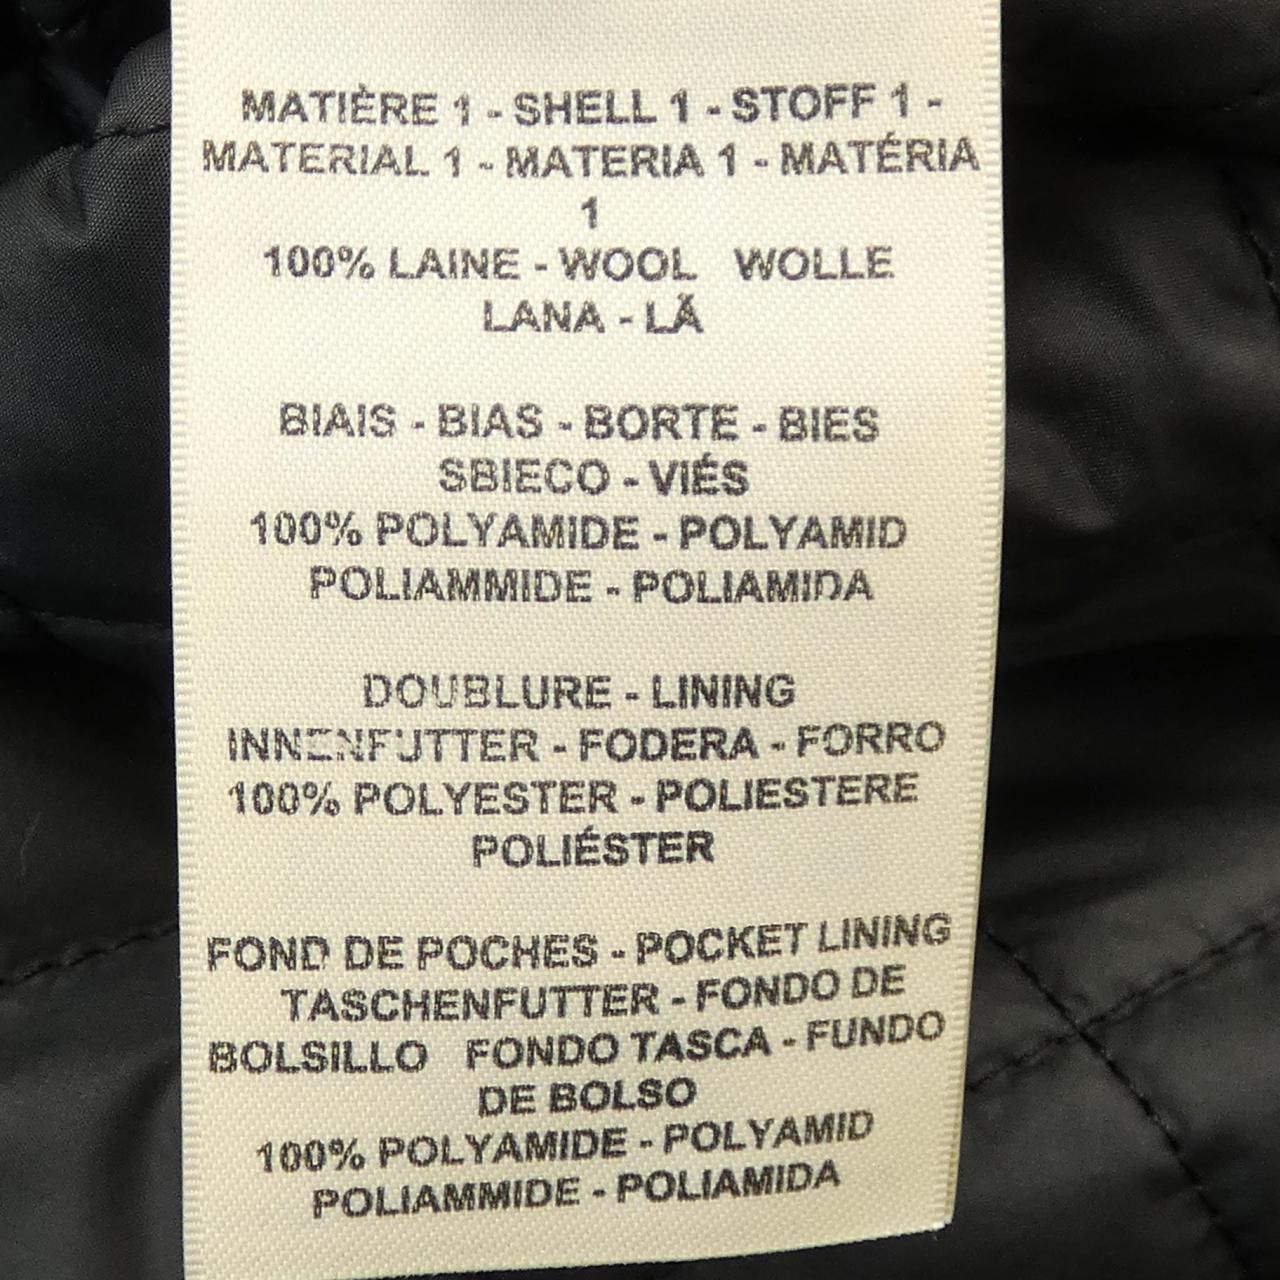 MATIÈRE 1 - SHELL 1 - STOFF 1 -
MATERIAL 1 - MATERIA 1 - MATÉRIA
1
100% LAINE - WOOL WOLLE
LANA - LÃ
BIAIS - BIAS - BORTE - BIES
SBIECO - VIÉS
100% POLYAMIDE - POLYAMID
POLIAMMIDE - POLIAMIDA
DOUBLURE - LINING
INNENFUTTER - FODERA - FORRO
100% POLYESTER - POLIESTERE
POLIÉSTER
FOND DE POCHES - POCKET LINING
TASCHENFUTTER - FONDO DE
BOLSILLO FONDO TASCA - FUNDO
DE BOLSO
100% POLYAMIDE - POLYAMID
POLIAMMIDE - POLIAMIDA